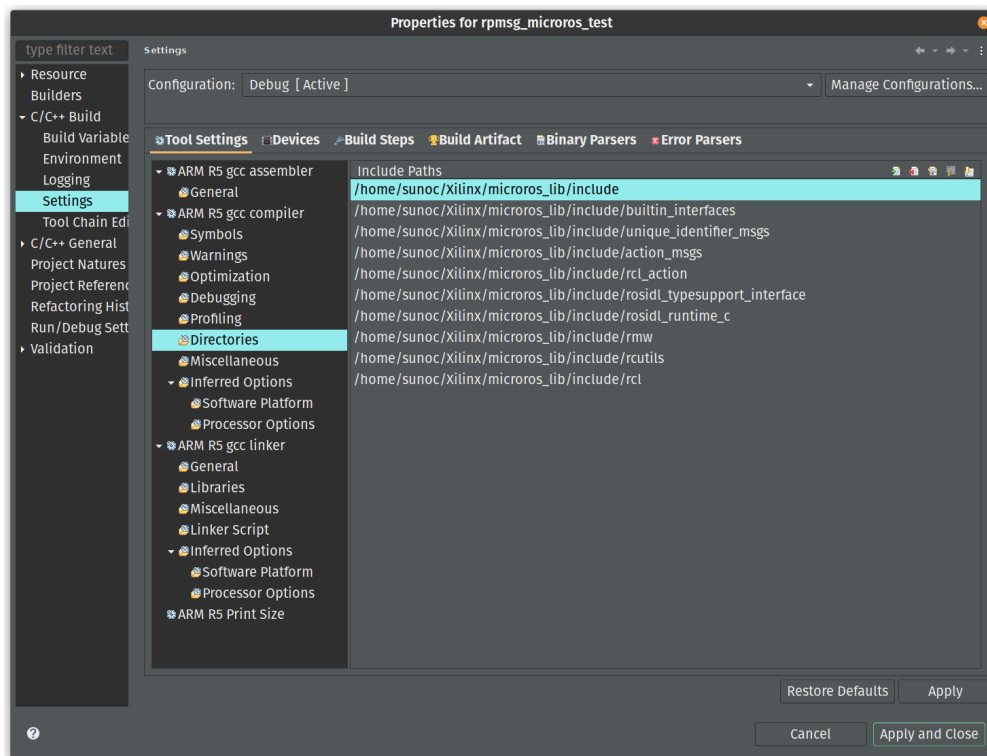 Properties for rpmsg_microros_test
type filter text
Settings
Resource
Builders
C/C++ Build
Build Variable
Environment
Logging
Settings
Tool Chain Edi
C/C++ General
Project Natures
Project Referenc
Refactoring Hist
Run/Debug Sett
Validation
Configuration: Debug [ Active ]
Manage Configurations...
Tool Settings Devices Build Steps Build Artifact Binary Parsers Error Parsers
ARM R5 gcc assembler
General
ARM R5 gcc compiler
Symbols
Warnings
Optimization
Debugging
Profiling
Directories
Miscellaneous
Inferred Options
Software Platform
Processor Options
ARM R5 gcc linker
General
Libraries
Miscellaneous
Linker Script
Inferred Options
Software Platform
Processor Options
ARM R5 Print Size
Include Paths
/home/sunoc/Xilinx/microros_lib/include
/home/sunoc/Xilinx/microros_lib/include/builtin_interfaces
/home/sunoc/Xilinx/microros_lib/include/unique_identifier_msgs
/home/sunoc/Xilinx/microros_lib/include/action_msgs
/home/sunoc/Xilinx/microros_lib/include/rcl_action
/home/sunoc/Xilinx/microros_lib/include/rosidl_typesupport_interface
/home/sunoc/Xilinx/microros_lib/include/rosidl_runtime_c
/home/sunoc/Xilinx/microros_lib/include/rmw
/home/sunoc/Xilinx/microros_lib/include/rcutils
/home/sunoc/Xilinx/microros_lib/include/rcl
Restore Defaults
Apply
Cancel
Apply and Close